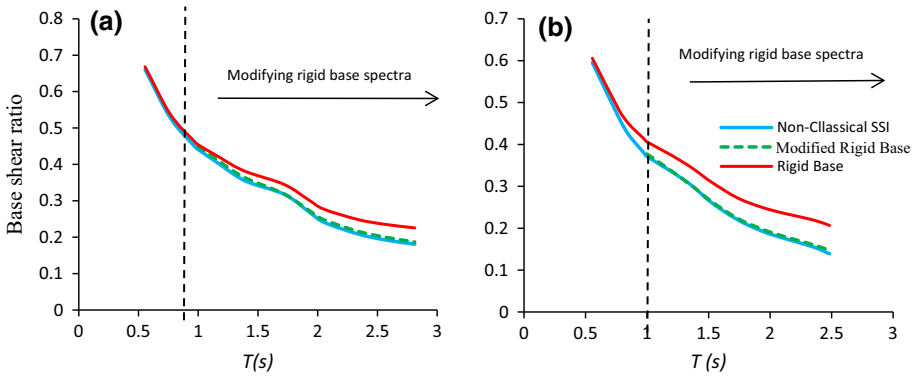 (a)
Modifying rigid base spectra
Base shear ratio
0.8
0.7
0.6
0.5
0.4
0.3
0.2
0.1
0
0 0.5 1 1.5 2 2.5 3
T(s)
(b)
Modifying rigid base spectra
Non-Cllassical SSI
Modified Rigid Base
Rigid Base
0.7
0.6
0.5
0.4
0.3
0.2
0.1
0
0 0.5 1 1.5 2 2.5 3
T (s)